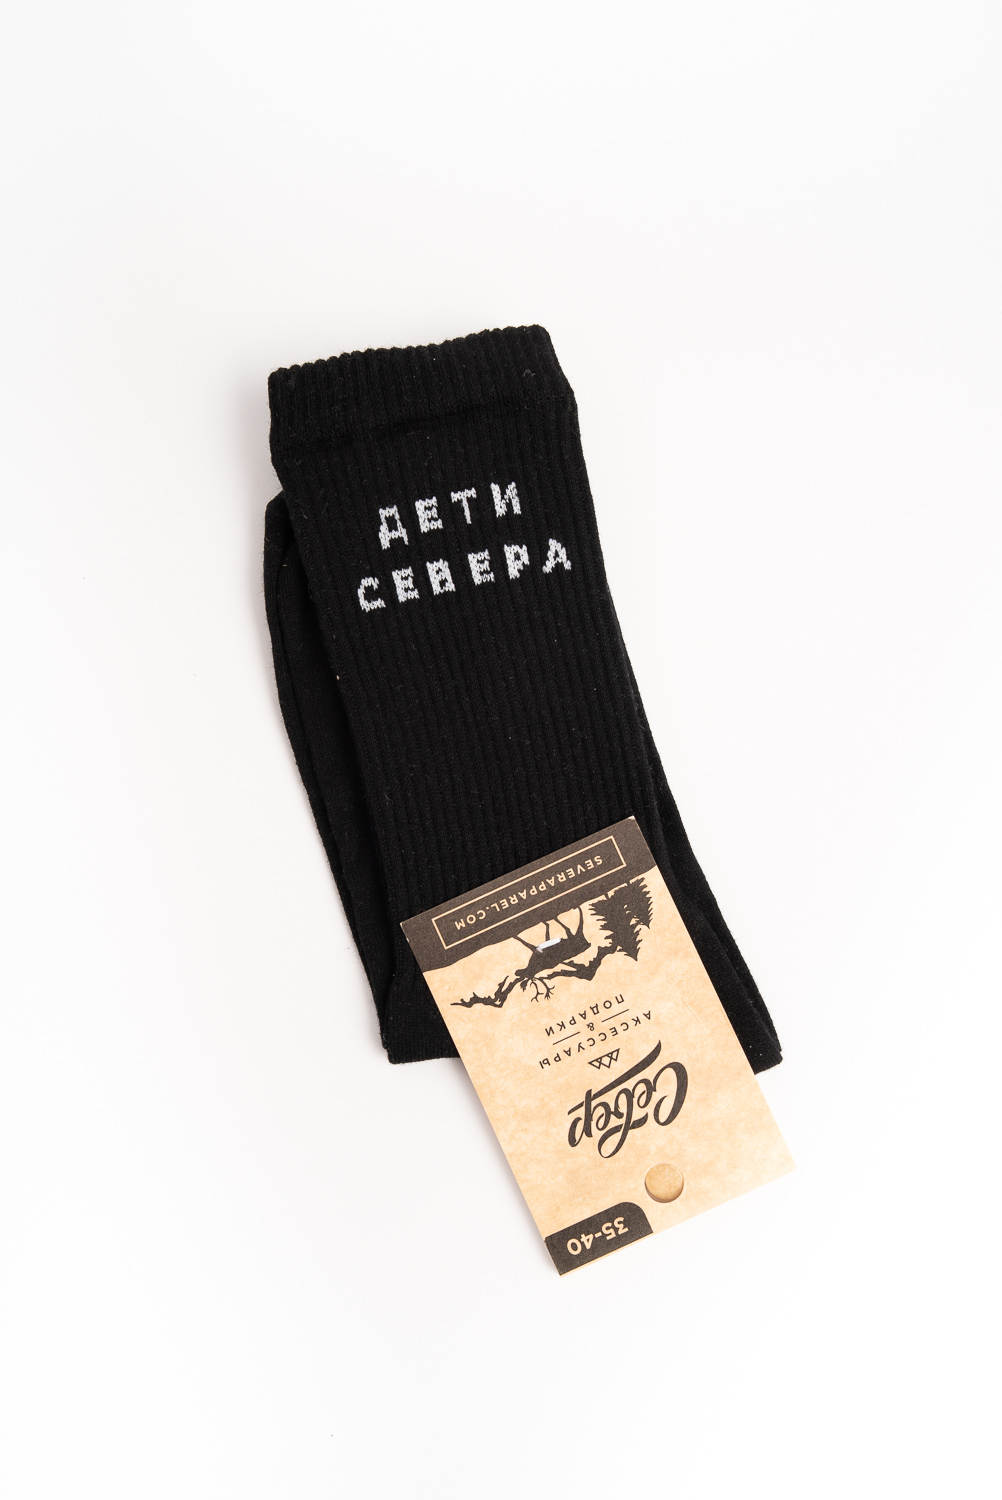 ДЕТИ
СЕВЕРА
35-40
Север
АКСЕССУАРЫ
&
ПОДАРКИ
SEVERAPPAREL.COM